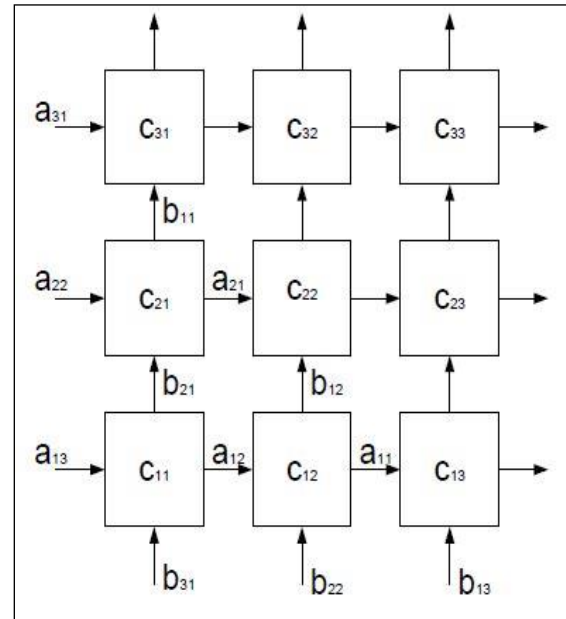 a₃₁ c₃₁ c₃₂ c₃₃
b₁₁
a₂₂ c₂₁ a₂₁ c₂₂ c₂₃
b₂₁ b₁₂
a₁₃ c₁₁ a₁₂ c₁₂ a₁₁ c₁₃
b₃₁ b₂₂ b₁₃